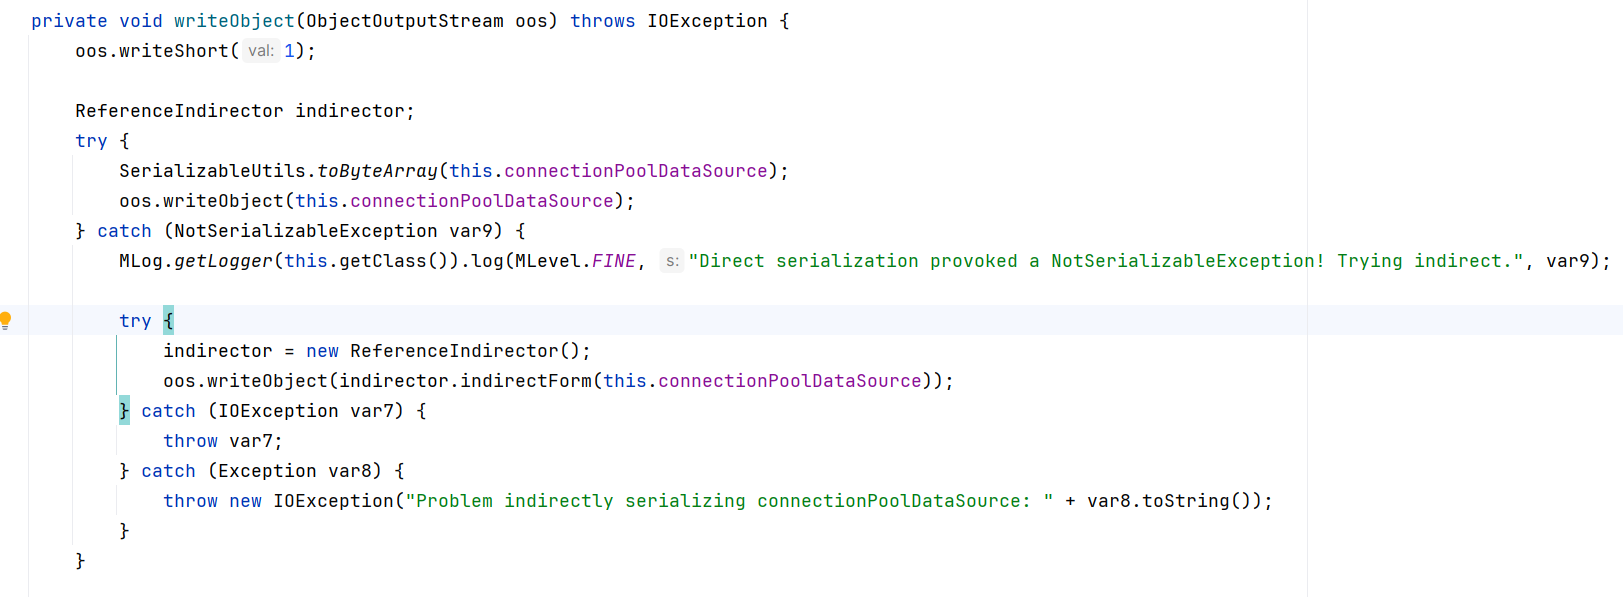 private void writeObject(ObjectOutputStream oos) throws IOException {
    oos.writeShort( val: 1);
    ReferenceIndirector indirector;
    try {
        SerializableUtils.toByteArray(this.connectionPoolDataSource);
        oos.writeObject(this.connectionPoolDataSource);
    } catch (NotSerializableException var9) {
        MLog.getLogger(this.getClass()).log(MLevel.FINE, s: "Direct serialization provoked a NotSerializableException! Trying indirect.", var9);
        try {
            indirector = new ReferenceIndirector();
            oos.writeObject(indirector.indirectForm(this.connectionPoolDataSource));
        } catch (IOException var7) {
            throw var7;
        } catch (Exception var8) {
            throw new IOException("Problem indirectly serializing connectionPoolDataSource: " + var8.toString());
        }
    }